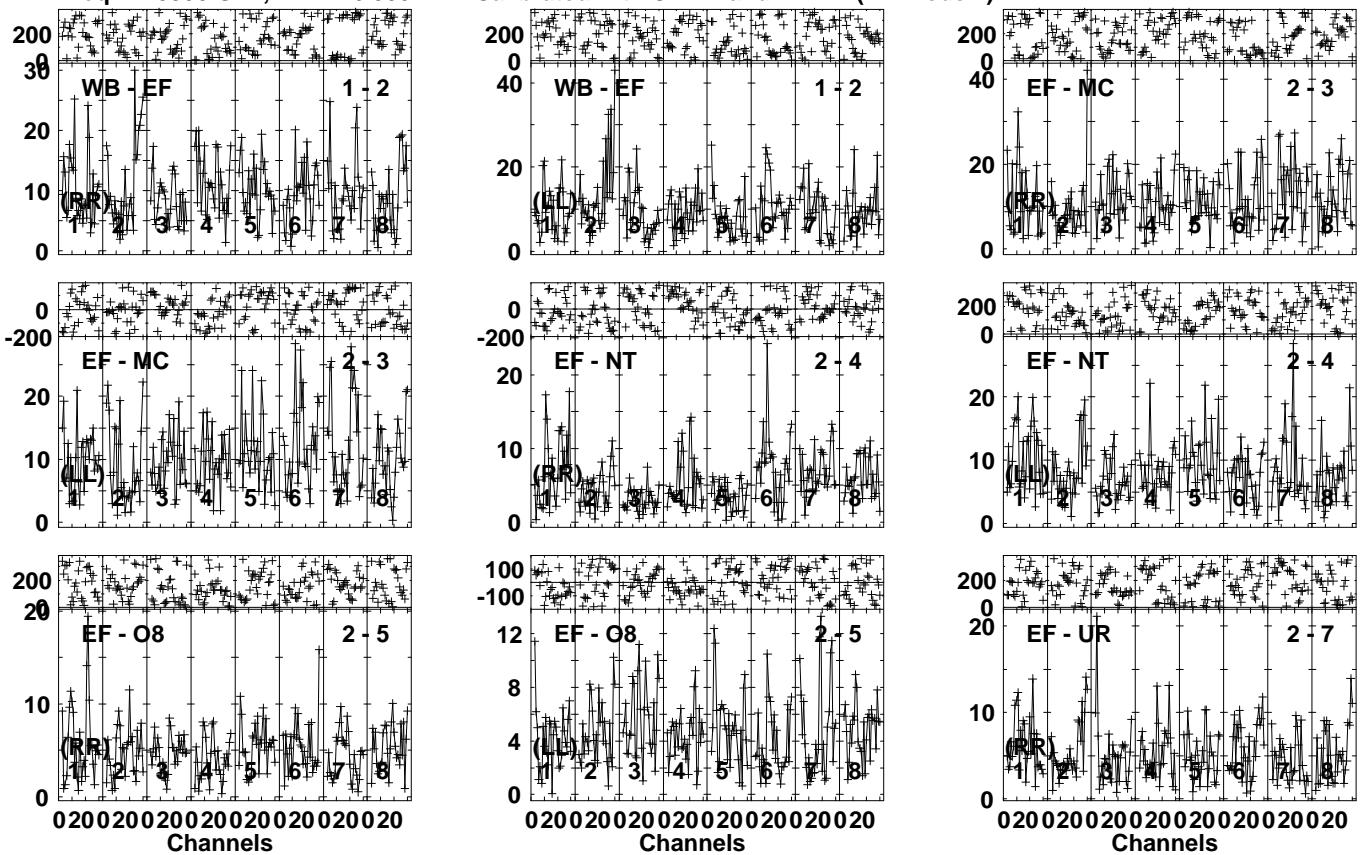 200 0 200 0 200 0
30 20 10 0
WB - EF 1 - 2
(RR)
1 2 3 4 5 6 7 8
40 20 0
WB - EF 1 - 2
(LL)
1 2 3 4 5 6 7 8
40 20 0
EF - MC 2 - 3
(RR)
1 2 3 4 5 6 7 8
0 -200
20 10 0
EF - MC 2 - 3
(LL)
1 2 3 4 5 6 7 8
0 -200
20 10 0
EF - NT 2 - 4
(RR)
1 2 3 4 5 6 7 8
200 0
20 10 0
EF - NT 2 - 4
(LL)
1 2 3 4 5 6 7 8
200 0
20 10 0
EF - O8 2 - 5
(RR)
1 2 3 4 5 6 7 8
100 -100
12 8 4 0
EF - O8 2 - 5
(LL)
1 2 3 4 5 6 7 8
200 0
20 10 0
EF - UR 2 - 7
(RR)
1 2 3 4 5 6 7 8
0 20 0 20 0 20 0 20 0 20 0 20 0 20 0 20
Channels
0 20 0 20 0 20 0 20 0 20 0 20 0 20 0 20
Channels
0 20 0 20 0 20 0 20 0 20 0 20 0 20 0 20
Channels